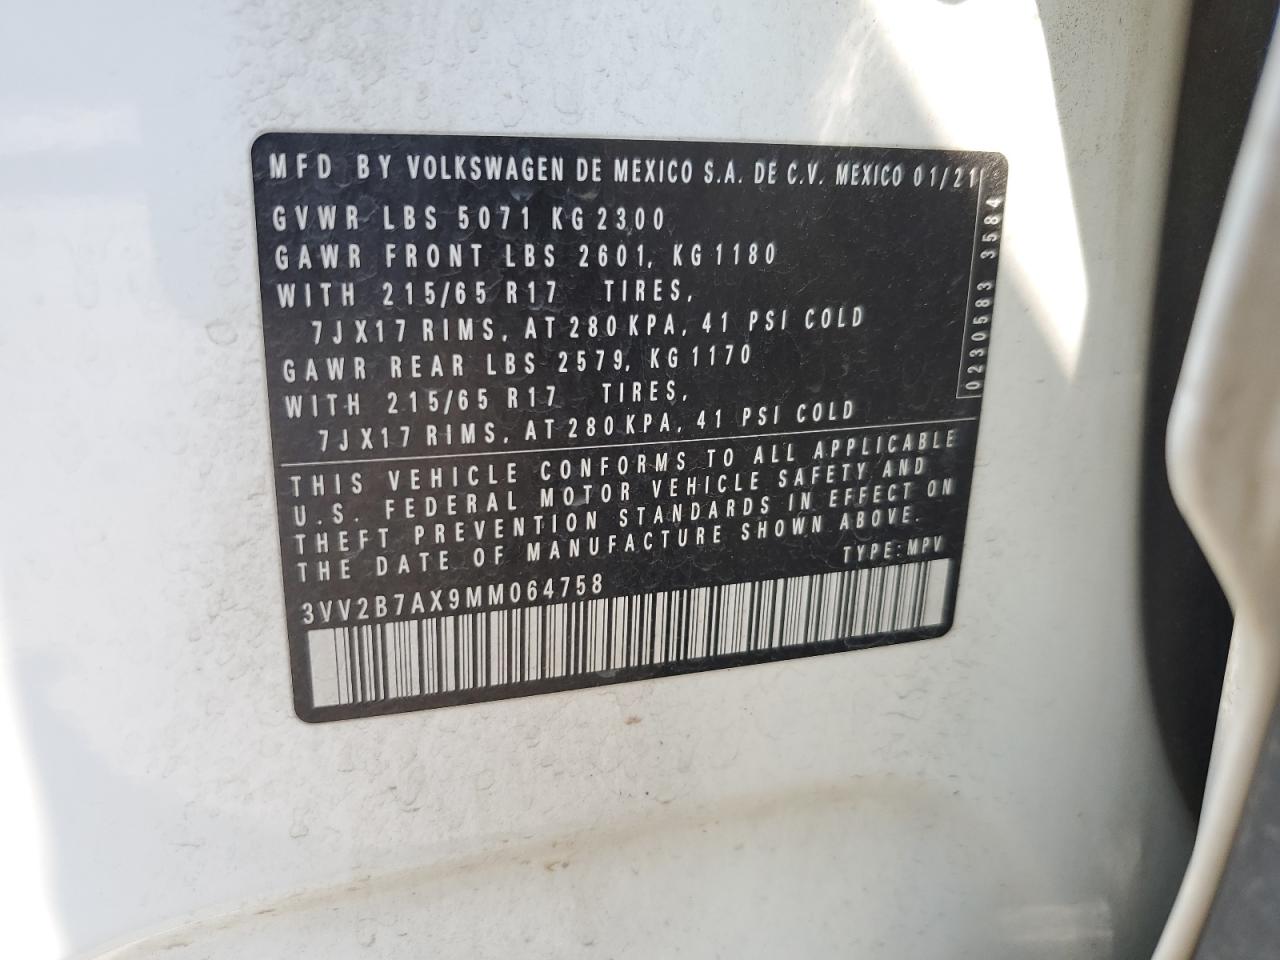 MFD BY VOLKSWAGEN DE MEXICO S.A. DE C.V. MEXICO 01/21
GVWR LBS 5071 KG 2300
GAWR FRONT LBS 2601, KG 1180
WITH 215/65 R17 TIRES,
7JX17 RIMS, AT 280 KPA, 41 PSI COLD
GAWR REAR LBS 2579, KG 1170
WITH 215/65 R17 TIRES,
7JX17 RIMS, AT 280 KPA, 41 PSI COLD
0230583 3584
THIS VEHICLE CONFORMS TO ALL APPLICABLE
U.S. FEDERAL MOTOR VEHICLE SAFETY AND
THEFT PREVENTION STANDARDS IN EFFECT ON
THE DATE OF MANUFACTURE SHOWN ABOVE.
TYPE: MPV
3VV2B7AX9MM064758